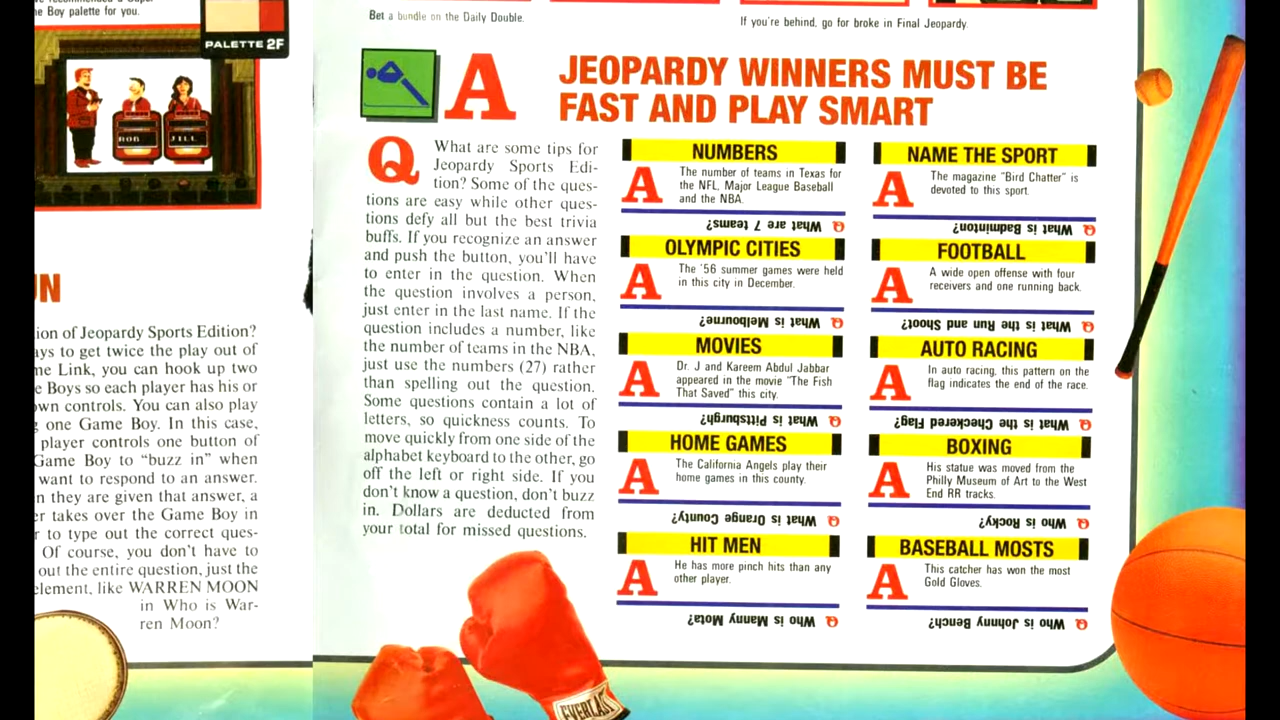 e Boy palette for you.
PALETTE 2F
BOB JILL
UN
ion of Jeopardy Sports Edition?
ays to get twice the play out of
me Link, you can hook up two
e Boys so each player has his or
own controls. You can also play
g one Game Boy. In this case,
player controls one button of
Game Boy to “buzz in” when
want to respond to an answer.
n they are given that answer, a
er takes over the Game Boy in
r to type out the correct ques-
Of course, you don't have to
out the entire question, just the
element, like WARREN MOON
in Who is War-
ren Moon?
Bet a bundle on the Daily Double.
If you're behind, go for broke in Final Jeopardy.
A
JEOPARDY WINNERS MUST BE
FAST AND PLAY SMART
Q What are some tips for
Jeopardy Sports Edi-
tion? Some of the ques-
tions are easy while other ques-
tions defy all but the best trivia
buffs. If you recognize an answer
and push the button, you'll have
to enter in the question. When
the question involves a person,
just enter in the last name. If the
question includes a number, like
the number of teams in the NBA,
just use the numbers (27) rather
than spelling out the question.
Some questions contain a lot of
letters, so quickness counts. To
move quickly from one side of the
alphabet keyboard to the other, go
off the left or right side. If you
don't know a question, don't buzz
in. Dollars are deducted from
your total for missed questions.
NUMBERS
A The number of teams in Texas for
the NFL, Major League Baseball
and the NBA.
Q What are 7 teams?
OLYMPIC CITIES
A The '56 summer games were held
in this city in December.
Q What is Melbourne?
MOVIES
A Dr. J and Kareem Abdul Jabbar
appeared in the movie "The Fish
That Saved" this city.
Q What is Pittsburgh?
HOME GAMES
A The California Angels play their
home games in this county.
Q What is Orange County?
HIT MEN
A He has more pinch hits than any
other player.
Q Who is Manny Mota?
NAME THE SPORT
A The magazine "Bird Chatter" is
devoted to this sport.
Q What is Badminton?
FOOTBALL
A A wide open offense with four
receivers and one running back.
Q What is the Run and Shoot?
AUTO RACING
A In auto racing, this pattern on the
flag indicates the end of the race.
Q What is the Checkered Flag?
BOXING
A His statue was moved from the
Philly Museum of Art to the West
End RR tracks.
Q Who is Rocky?
BASEBALL MOSTS
A This catcher has won the most
Gold Gloves.
Q Who is Johnny Bench?
EVERLAST